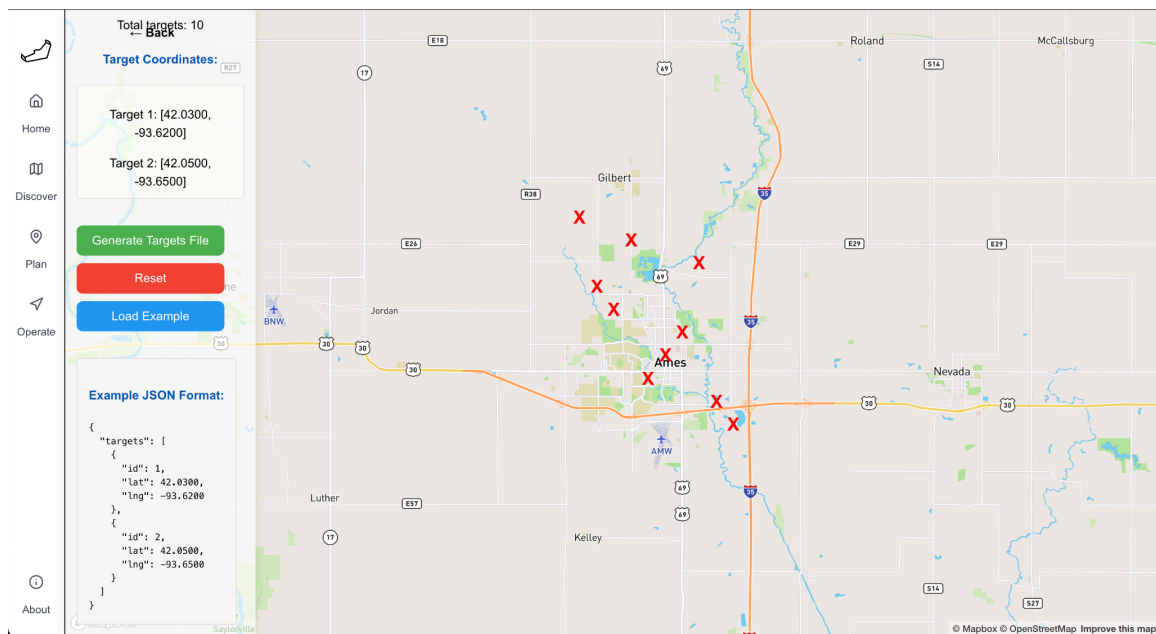 Total targets: 10
← Back
Target Coordinates:
Target 1: [42.0300,
-93.6200]
Target 2: [42.0500,
-93.6500]
Generate Targets File
Reset
Load Example
Example JSON Format:
{
"targets": [
{
"id": 1,
"lat": 42.0300,
"lng": -93.6200
},
{
"id": 2,
"lat": 42.0500,
"lng": -93.6500
}
]
}
Home
Discover
Plan
Operate
About
E18
Roland
McCallsburg
R27
17
69
S14
Gilbert
R38
35
E26
E29
E29
X
X
X
X
X
X
X
X
X
X
69
BNW
Jordan
35
30
30
30
30
Ames
Nevada
30
30
AMW
Luther
E57
69
35
69
17
Kelley
S14
S27
Saylorville
© Mapbox © OpenStreetMap Improve this map